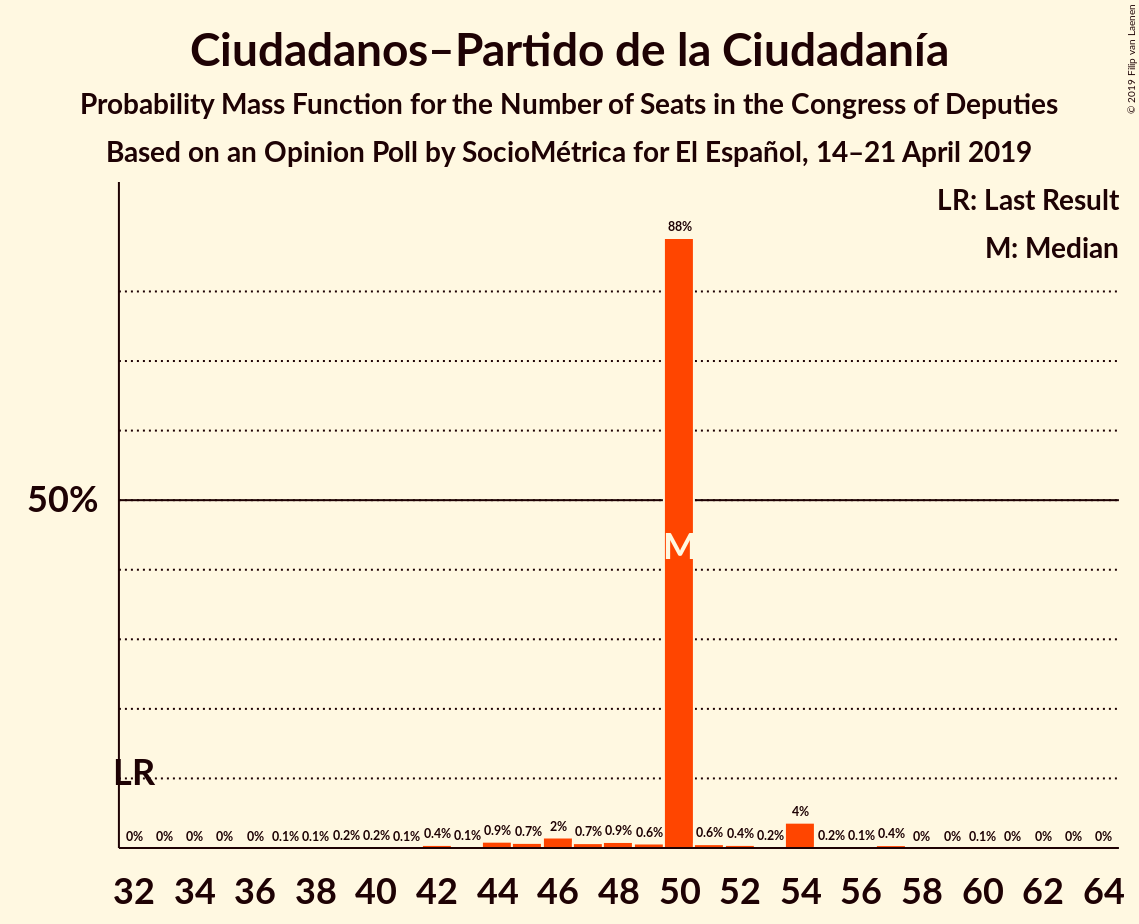 Ciudadanos–Partido de la Ciudadanía
Probability Mass Function for the Number of Seats in the Congress of Deputies
Based on an Opinion Poll by SocioMétrica for El Español, 14–21 April 2019
© 2019 Filip van Laenen
LR: Last Result
M: Median
88%
50%
M
LR
0% 0% 0% 0% 0% 0.1% 0.1% 0.2% 0.2% 0.1% 0.4% 0.1% 0.9% 0.7% 2% 0.7% 0.9% 0.6% 0.6% 0.4% 0.2% 4% 0.2% 0.1% 0.4% 0% 0% 0.1% 0% 0% 0% 0%
32 34 36 38 40 42 44 46 48 50 52 54 56 58 60 62 64